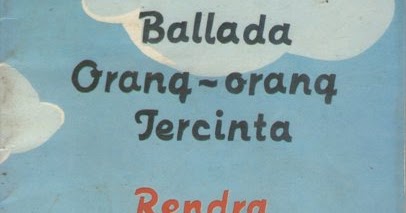 Ballada
Orang~orang
Tercinta
Rendra